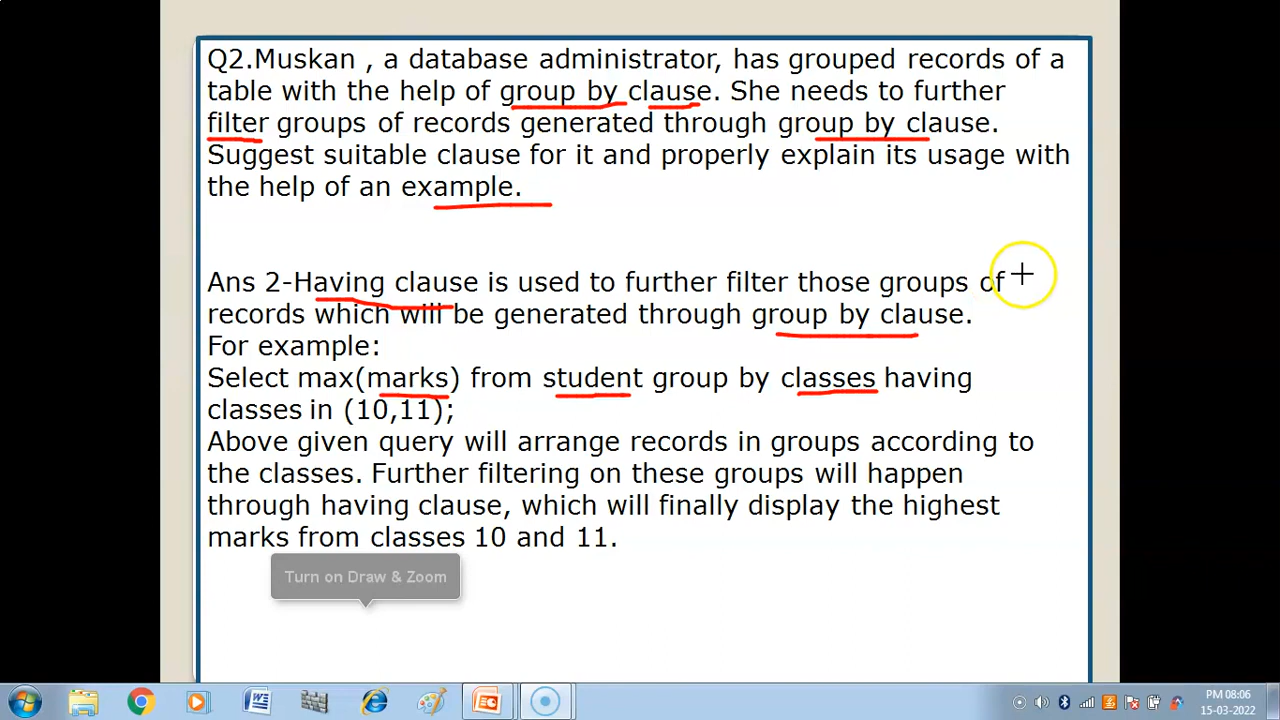 Q2.Muskan , a database administrator, has grouped records of a
table with the help of group by clause. She needs to further
filter groups of records generated through group by clause.
Suggest suitable clause for it and properly explain its usage with
the help of an example.
Ans 2-Having clause is used to further filter those groups of
records which will be generated through group by clause.
For example:
Select max(marks) from student group by classes having
classes in (10,11);
Above given query will arrange records in groups according to
the classes. Further filtering on these groups will happen
through having clause, which will finally display the highest
marks from classes 10 and 11.
Turn on Draw & Zoom
PM 08:06
15-03-2022